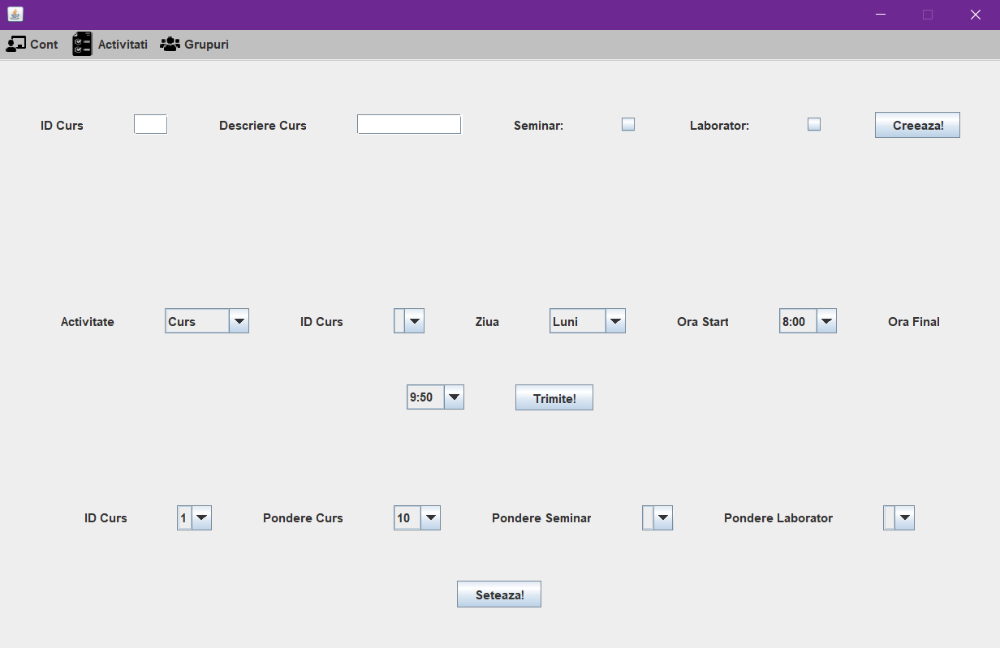 Cont Activitati Grupuri
ID Curs Descriere Curs Seminar: Laborator: Creeaza!
Activitate Curs ID Curs Ziua Luni Ora Start 8:00 Ora Final
9:50 Trimite!
ID Curs 1 Pondere Curs 10 Pondere Seminar Pondere Laborator
Seteaza!